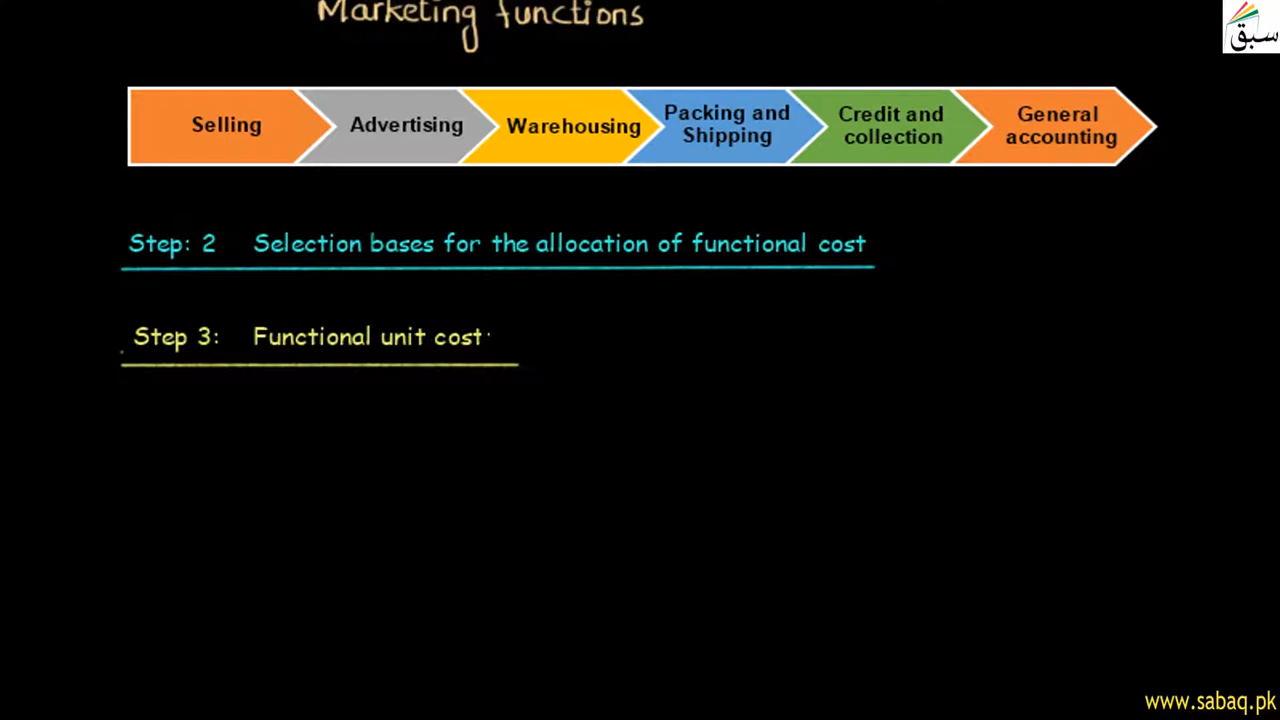 Marketing functions
سبق
Selling
Advertising
Warehousing
Packing and
Shipping
Credit and
collection
General
accounting
Step: 2 Selection bases for the allocation of functional cost
Step 3: Functional unit cost
www.sabaq.pk